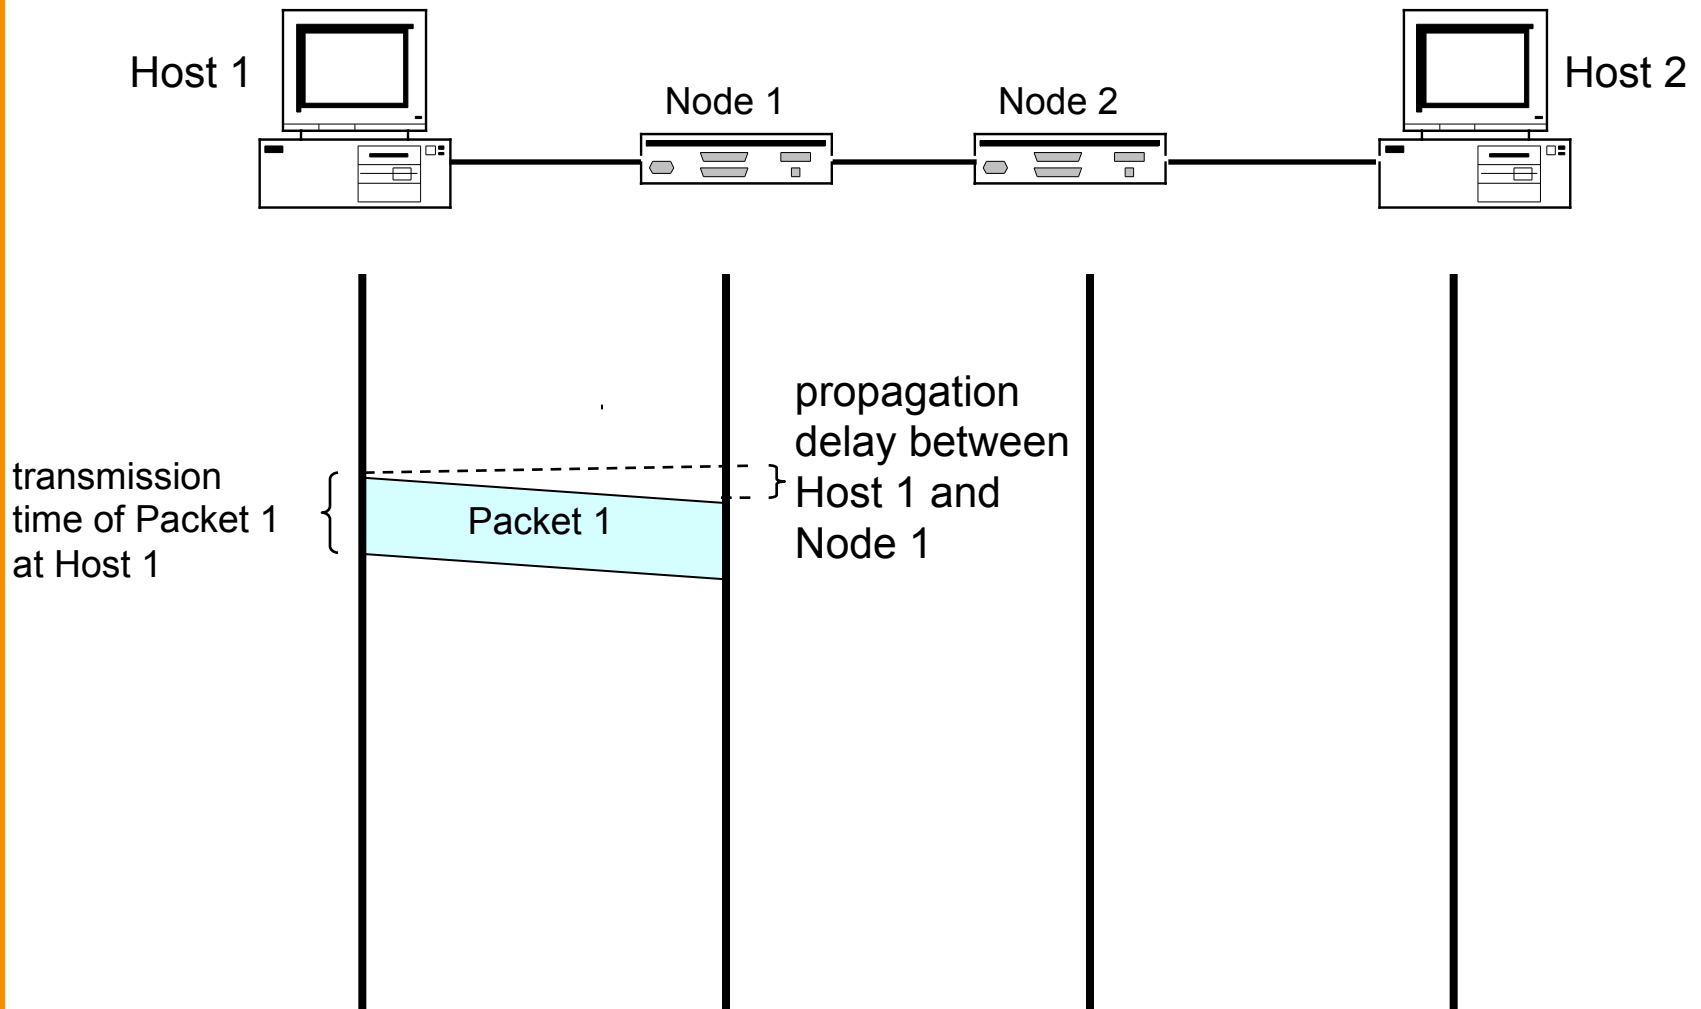 Host 1
Node 1
Node 2
Host 2
propagation
delay between
Host 1 and
Node 1
transmission
time of Packet 1
at Host 1
Packet 1